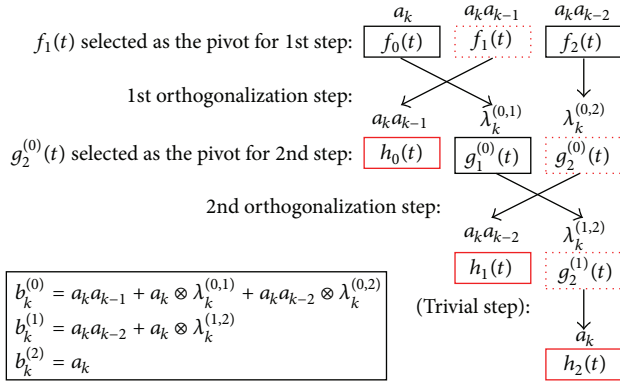 a_k a_k a_{k-1} a_k a_{k-2}
f_1(t) selected as the pivot for 1st step: f_0(t) f_1(t) f_2(t)
1st orthogonalization step:
a_k a_{k-1} λ_k^{(0,1)} λ_k^{(0,2)}
g_2^{(0)}(t) selected as the pivot for 2nd step: h_0(t) g_1^{(0)}(t) g_2^{(0)}(t)
2nd orthogonalization step:
a_k a_{k-2} λ_k^{(1,2)}
h_1(t) g_2^{(1)}(t)
(Trivial step):
a_k
h_2(t)
b_k^{(0)} = a_k a_{k-1} + a_k ⊗ λ_k^{(0,1)} + a_k a_{k-2} ⊗ λ_k^{(0,2)}
b_k^{(1)} = a_k a_{k-2} + a_k ⊗ λ_k^{(1,2)}
b_k^{(2)} = a_k